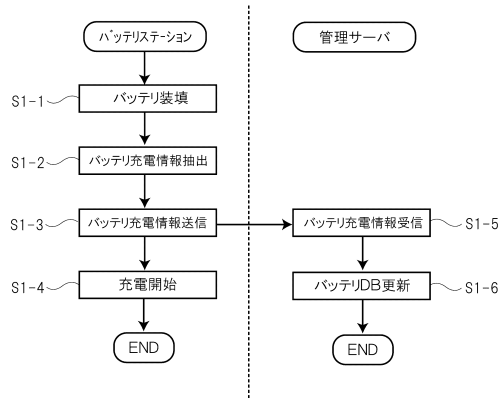 バッテリステーション
管理サーバ
S1-1
バッテリ装填
S1-2
バッテリ充電情報抽出
S1-3
バッテリ充電情報送信
バッテリ充電情報受信
S1-5
S1-4
充電開始
バッテリDB更新
S1-6
END
END